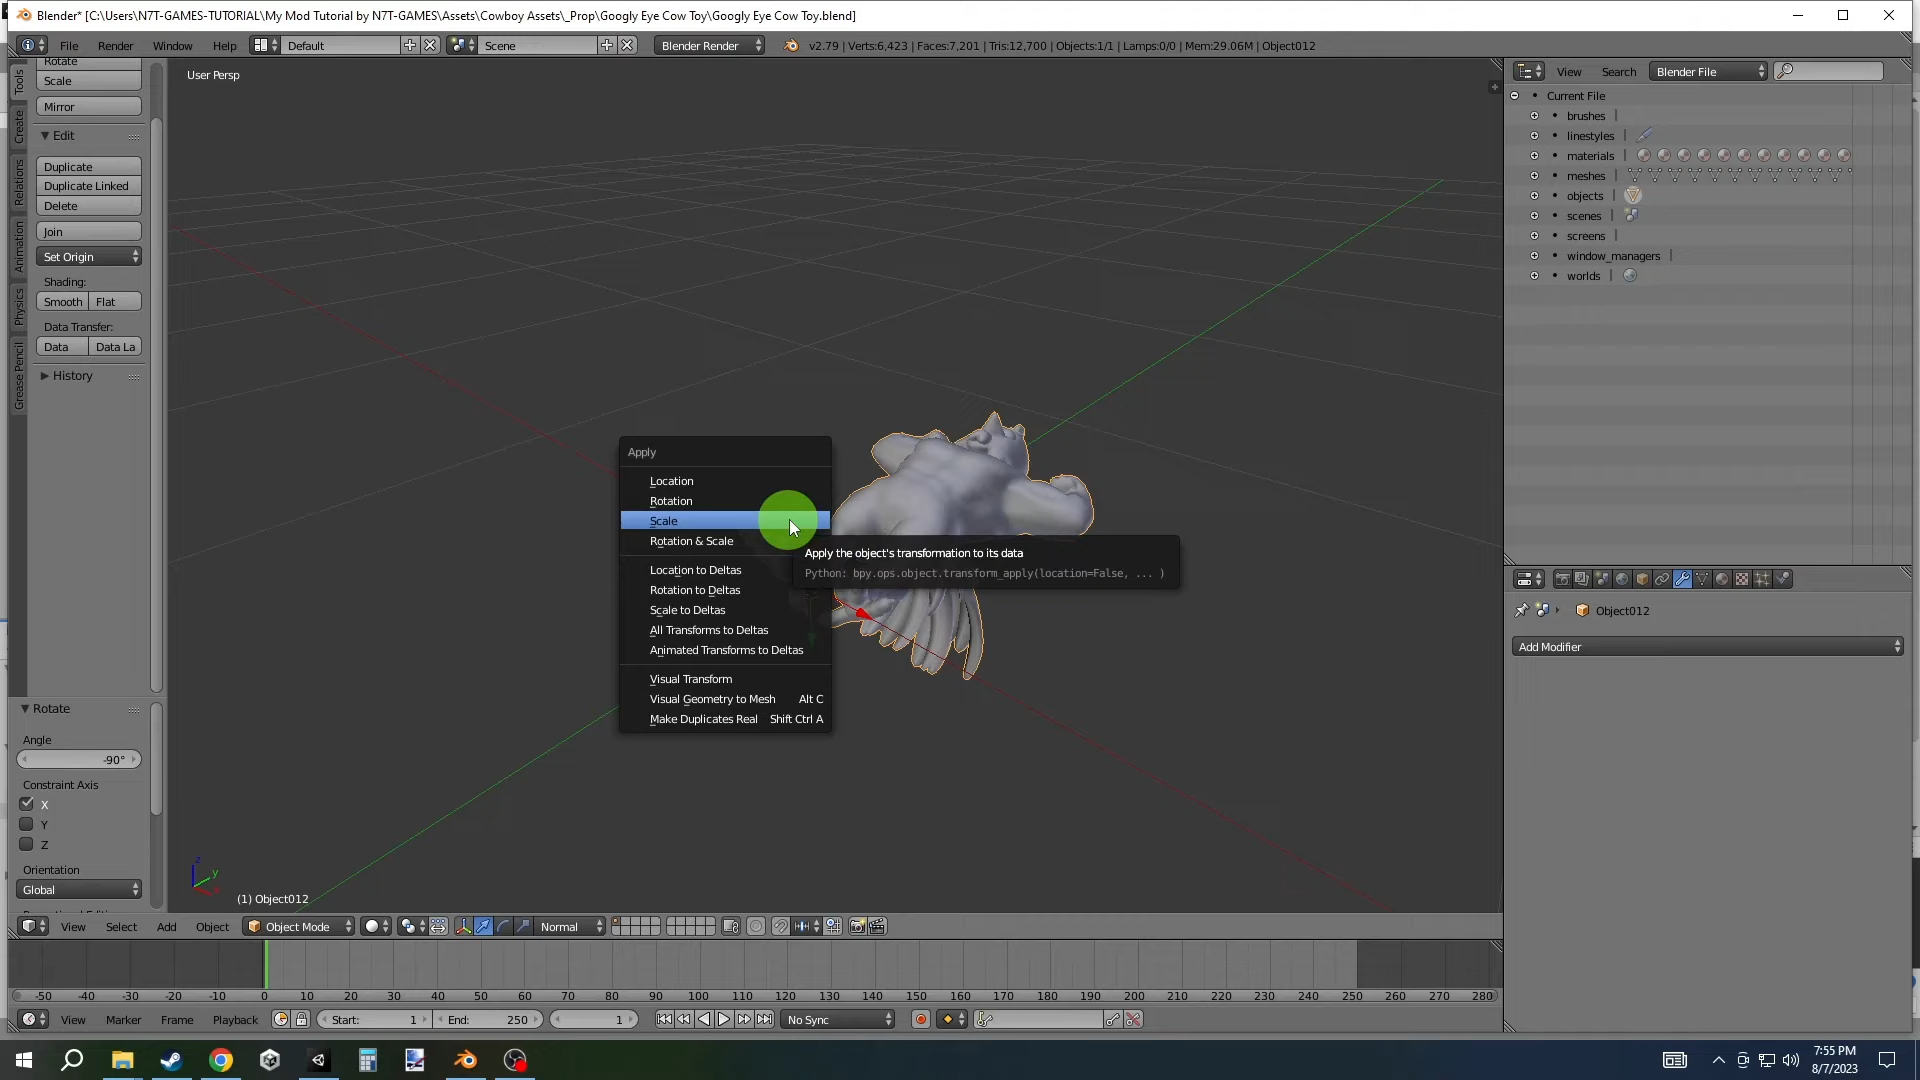 Blender* [C:\Users\N7T-GAMES-TUTORIAL\My Mod Tutorial by N7T-GAMES\Assets\Cowboy Assets\_Prop\Googly Eye Cow Toy\Googly Eye Cow Toy.blend]
File Render Window Help Default Scene Blender Render v2.79 | Verts:6,423 | Faces:7,201 | Tris:12,700 | Objects:1/1 | Lamps:0/0 | Mem:29.06M | Object012
Tools
Create
Relations
Animation
Physics
Grease Pencil
Rotate
Scale
Mirror
Edit
Duplicate
Duplicate Linked
Delete
Join
Set Origin
Shading:
Smooth Flat
Data Transfer:
Data Data La
History
Rotate
Angle
-90°
Constraint Axis
X
Y
Z
Orientation
Global
User Persp
Apply
Location
Rotation
Scale
Rotation & Scale
Location to Deltas
Rotation to Deltas
Scale to Deltas
All Transforms to Deltas
Animated Transforms to Deltas
Visual Transform
Visual Geometry to Mesh Alt C
Make Duplicates Real Shift Ctrl A
Apply the object's transformation to its data
Python: bpy.ops.object.transform_apply(location=False, ... )
z
y
x
(1) Object012
View Search Blender File
Current File
brushes
linestyles
materials
meshes
objects
scenes
screens
window_managers
worlds
Object012
Add Modifier
View Select Add Object Object Mode Normal
-50 -40 -30 -20 -10 0 10 20 30 40 50 60 70 80 90 100 110 120 130 140 150 160 170 180 190 200 210 220 230 240 250 260 270 280
View Marker Frame Playback Start: 1 End: 250 1 No Sync
7:55 PM
8/7/2023